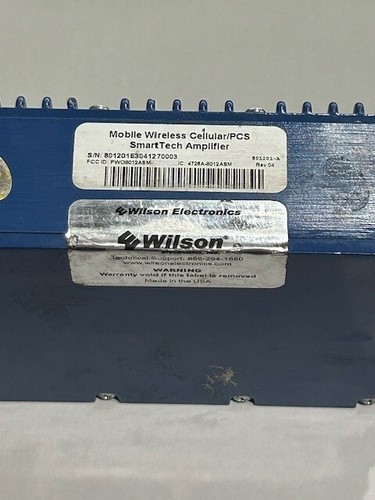 Mobile Wireless Cellular/PCS
SmartTech Amplifier
S/N: 801201E3041270003
801201-A
FCC ID: PWO8012ASM
IC: 4726A-8012ASM
Rev 04
Wilson Electronics
Wilson®
Technical Support: 866-294-1660
www.wilsonelectronics.com
WARNING
Warranty void if this label is removed
Made in the USA